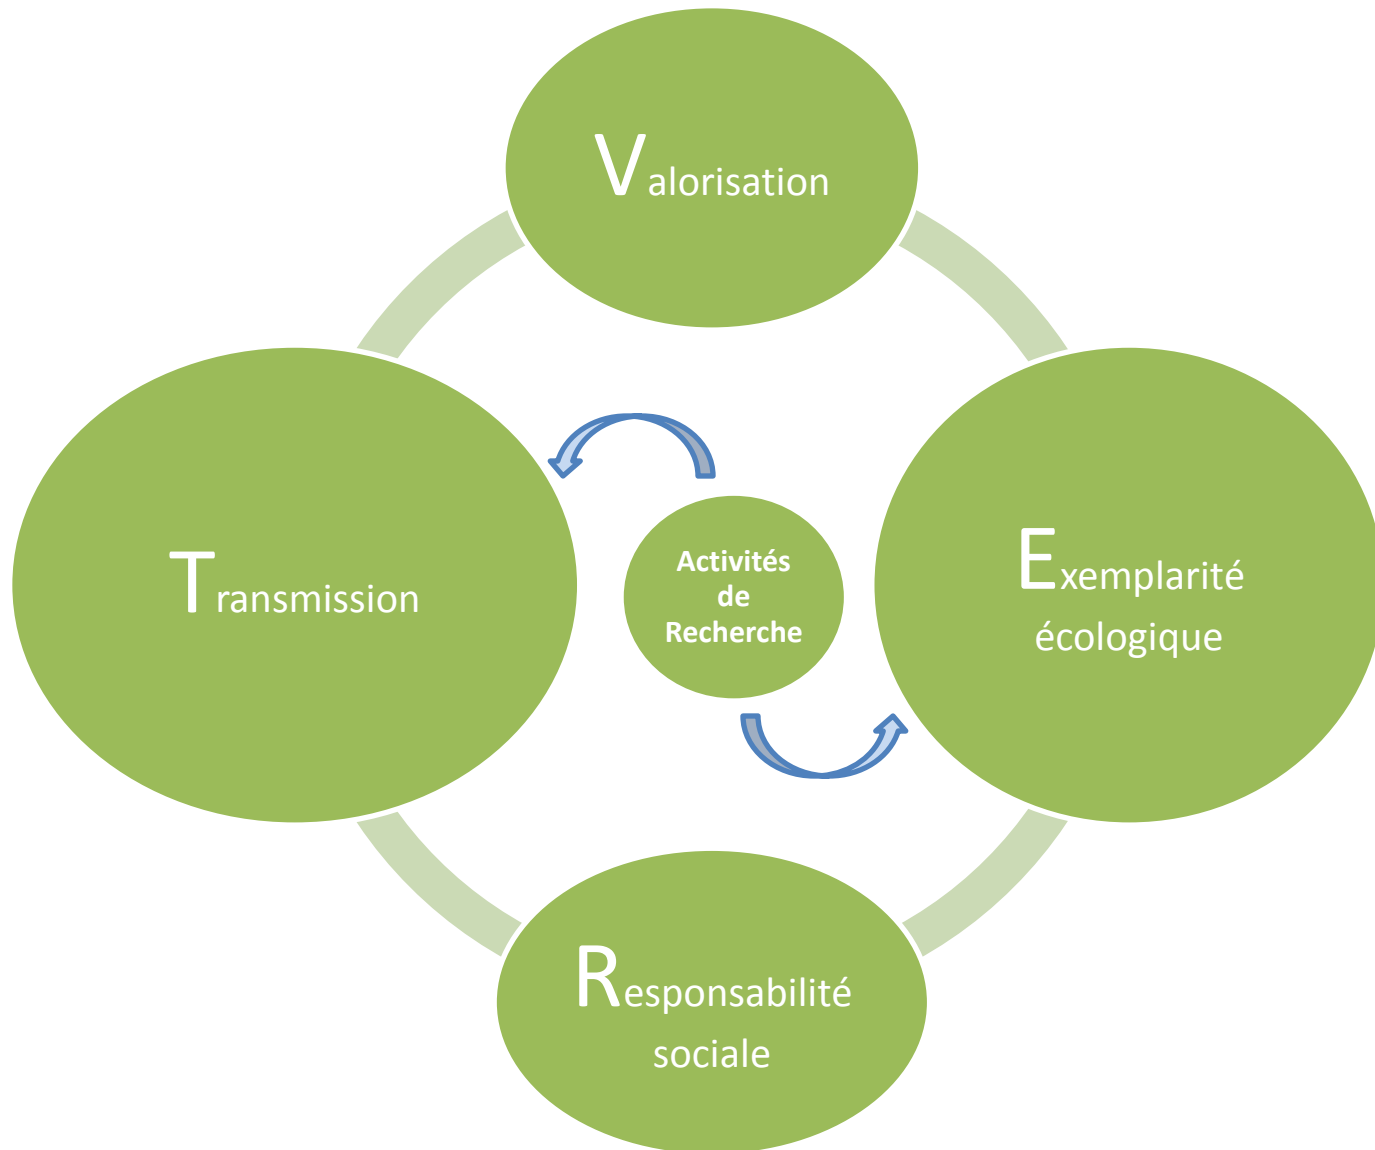 Valorisation
Transmission
Activités
de
Recherche
Exemplarité
écologique
Responsabilité
sociale